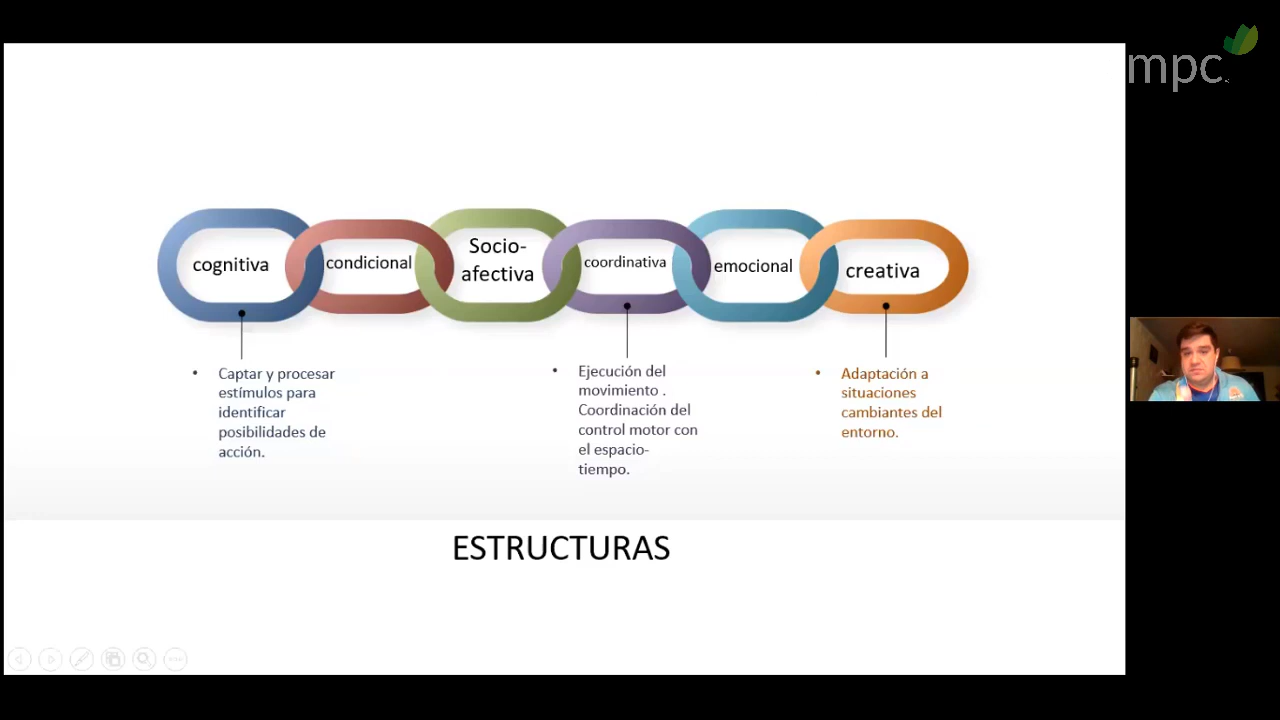 mpc
cognitiva
condicional
Socio-
afectiva
coordinativa
emocional
creativa
• Captar y procesar
estímulos para
identificar
posibilidades de
acción.
• Ejecución del
movimiento .
Coordinación del
control motor con
el espacio-
tiempo.
• Adaptación a
situaciones
cambiantes del
entorno.
ESTRUCTURAS